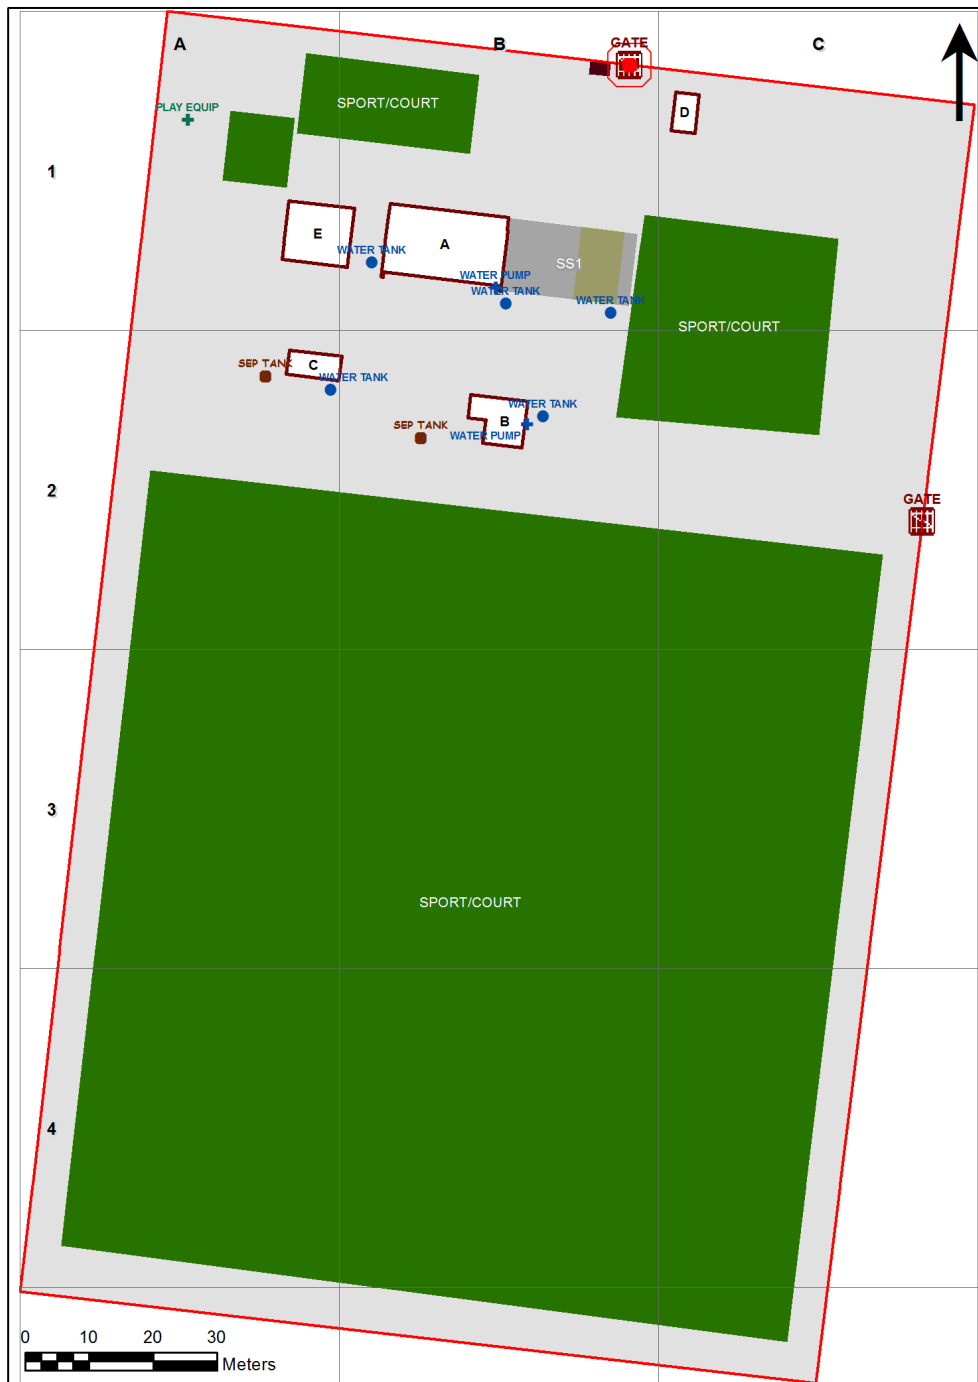 A
B
C
GATE
SPORT/COURT
PLAY EQUIP
D
1
E
A
WATER TANK
SS1
WATER PUMP
WATER TANK
WATER TANK
SPORT/COURT
SEP TANK
C
WATER TANK
WATER TANK
B
SEP TANK
WATER PUMP
2
GATE
3
SPORT/COURT
4
0 10 20 30
Meters